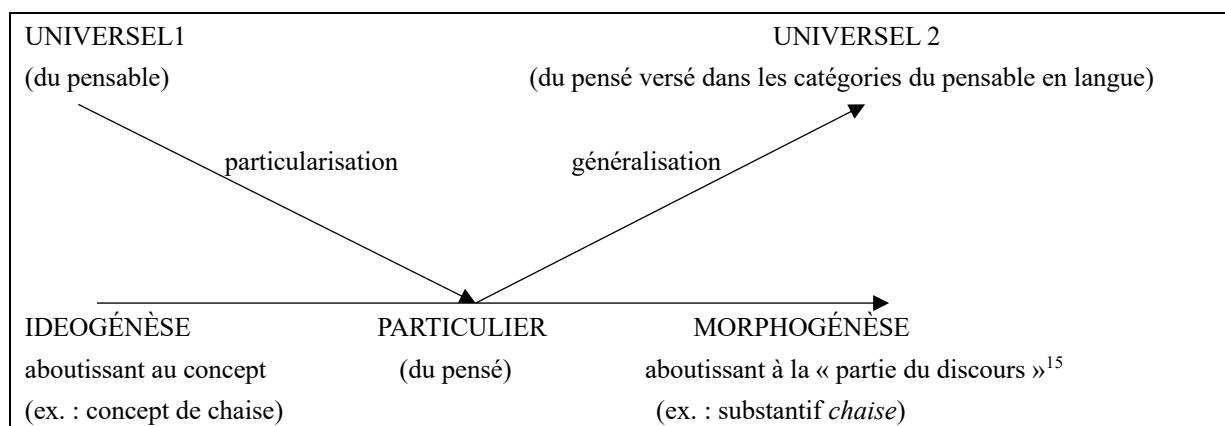 UNIVERSEL1 UNIVERSEL 2
(du pensable) (du pensé versé dans les catégories du pensable en langue)
particularisation généralisation
IDEOGÉNÈSE PARTICULIER MORPHOGÉNÈSE
aboutissant au concept (du pensé) aboutissant à la « partie du discours »15
(ex. : concept de chaise) (ex. : substantif chaise)